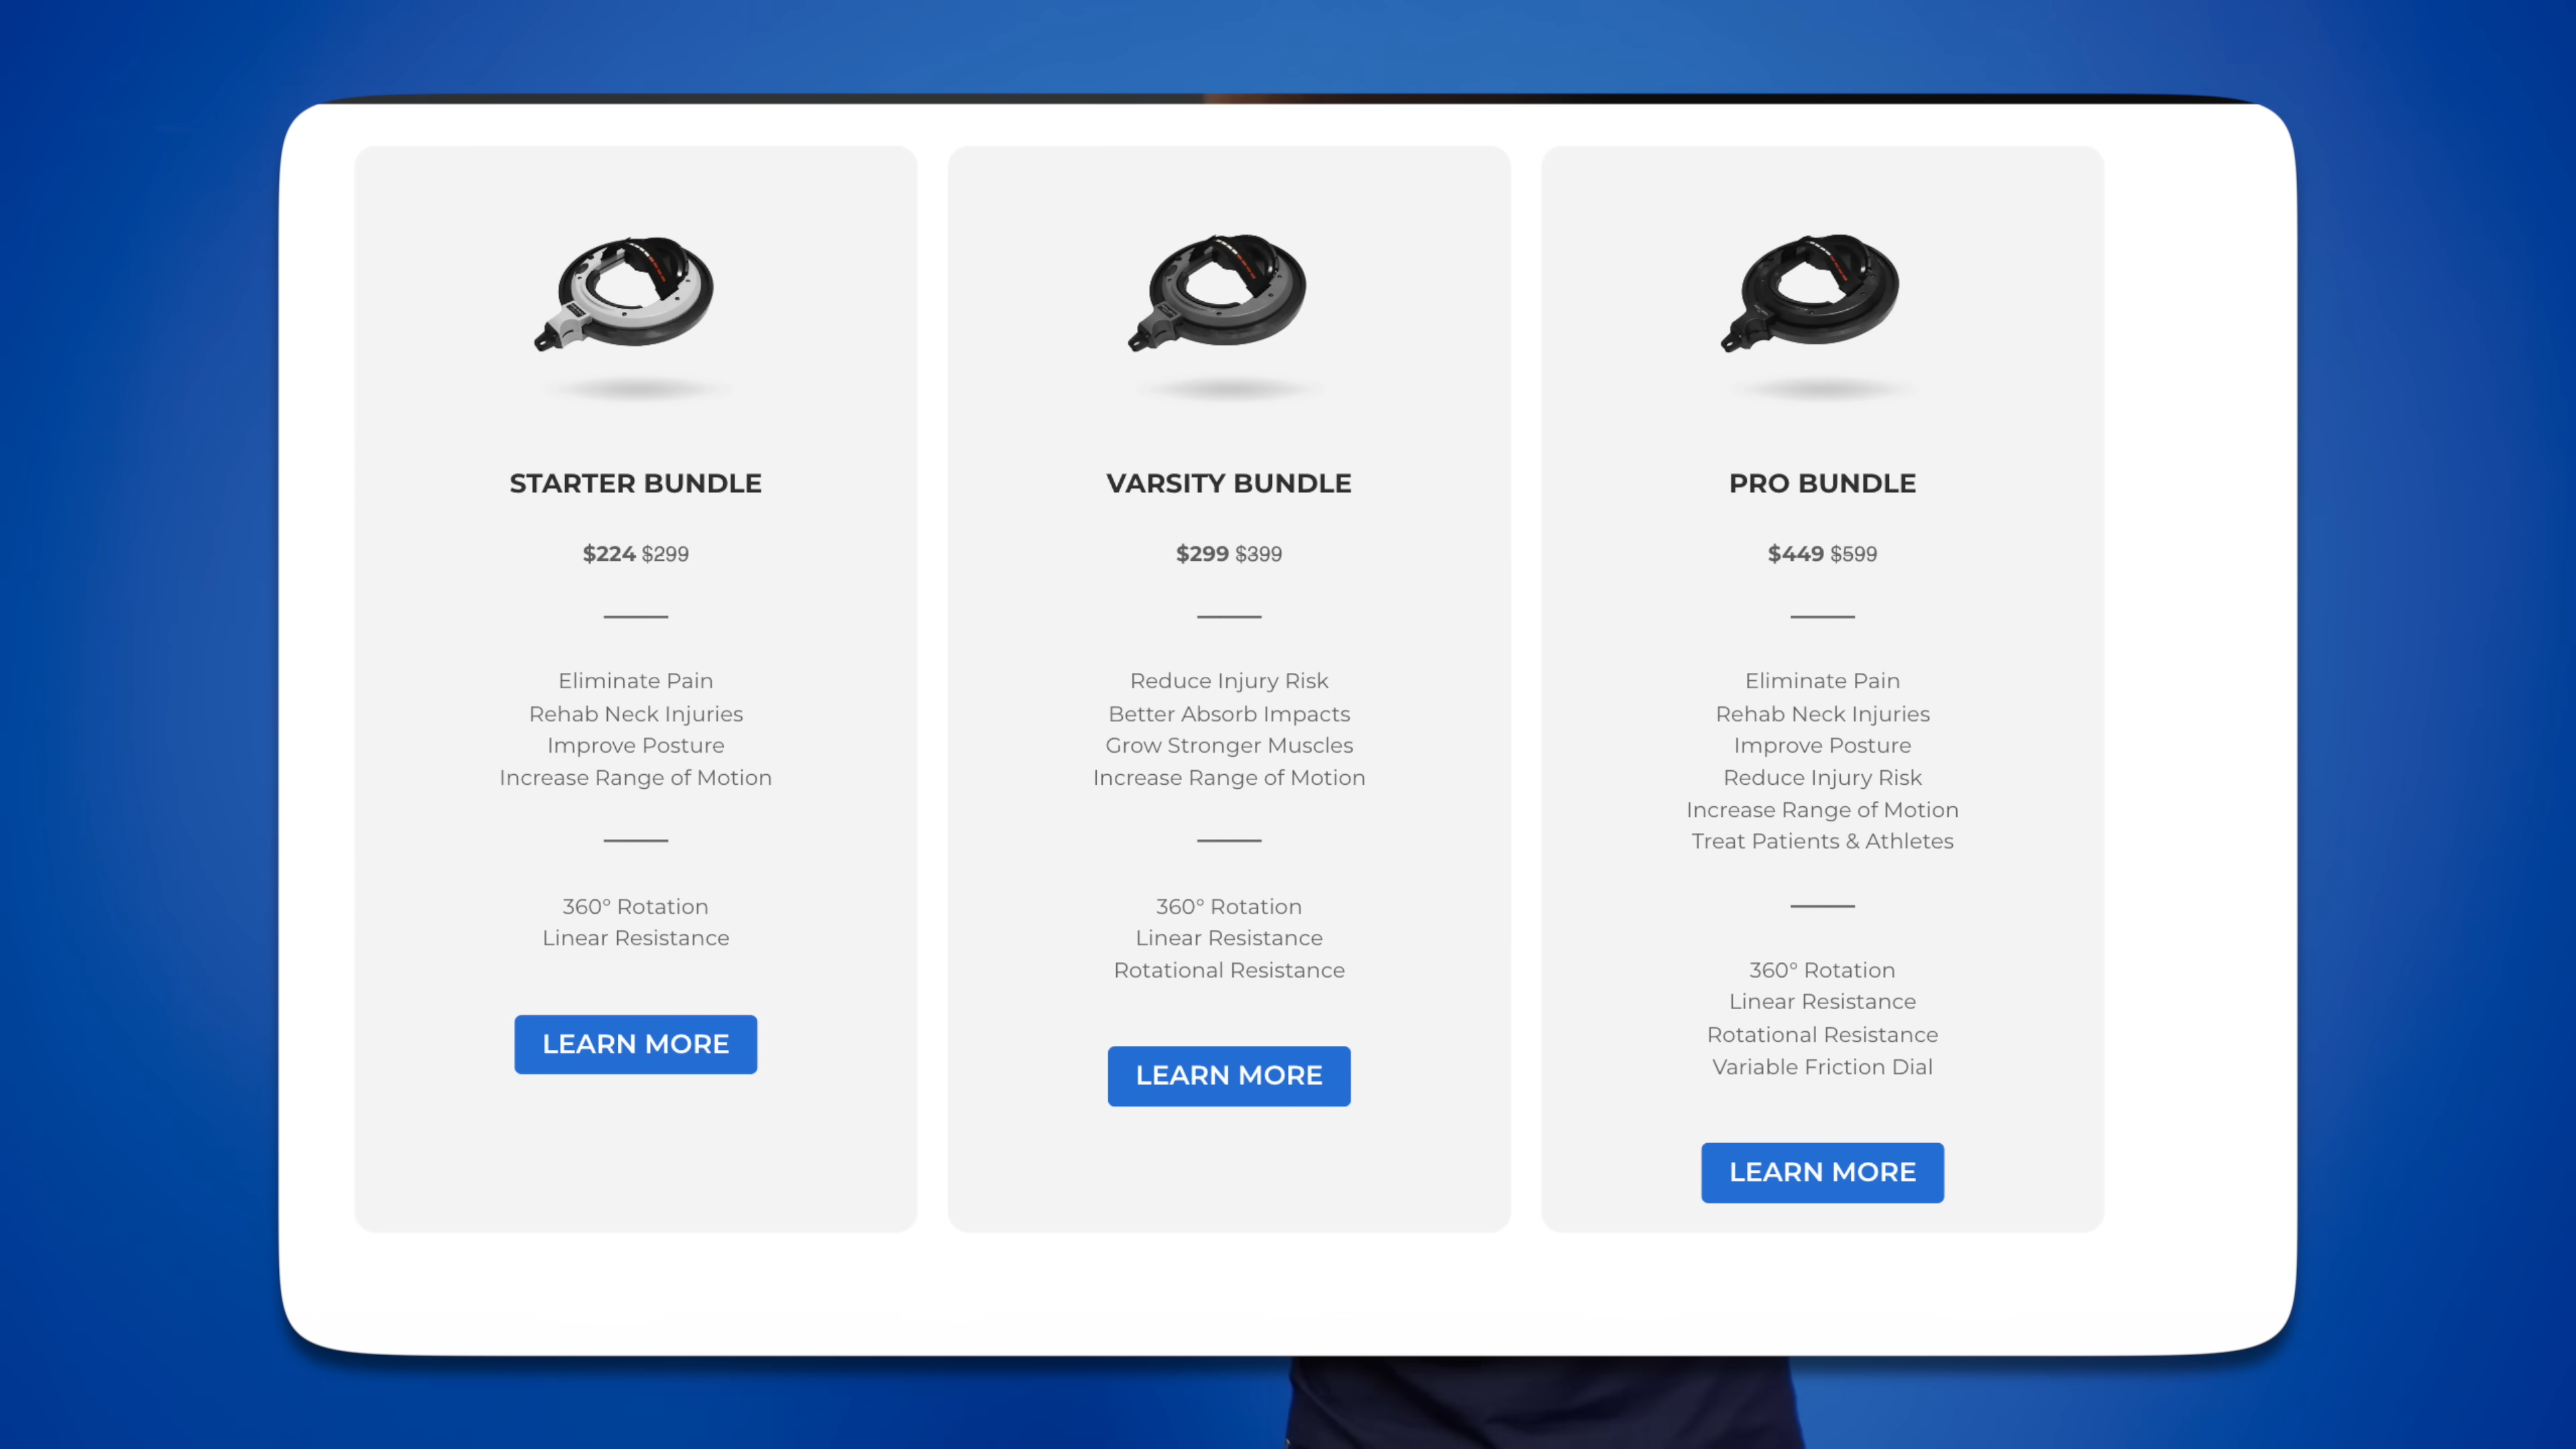 STARTER BUNDLE
$224 $299
Eliminate Pain
Rehab Neck Injuries
Improve Posture
Increase Range of Motion
360° Rotation
Linear Resistance
LEARN MORE
VARSITY BUNDLE
$299 $399
Reduce Injury Risk
Better Absorb Impacts
Grow Stronger Muscles
Increase Range of Motion
360° Rotation
Linear Resistance
Rotational Resistance
LEARN MORE
PRO BUNDLE
$449 $599
Eliminate Pain
Rehab Neck Injuries
Improve Posture
Reduce Injury Risk
Increase Range of Motion
Treat Patients & Athletes
360° Rotation
Linear Resistance
Rotational Resistance
Variable Friction Dial
LEARN MORE